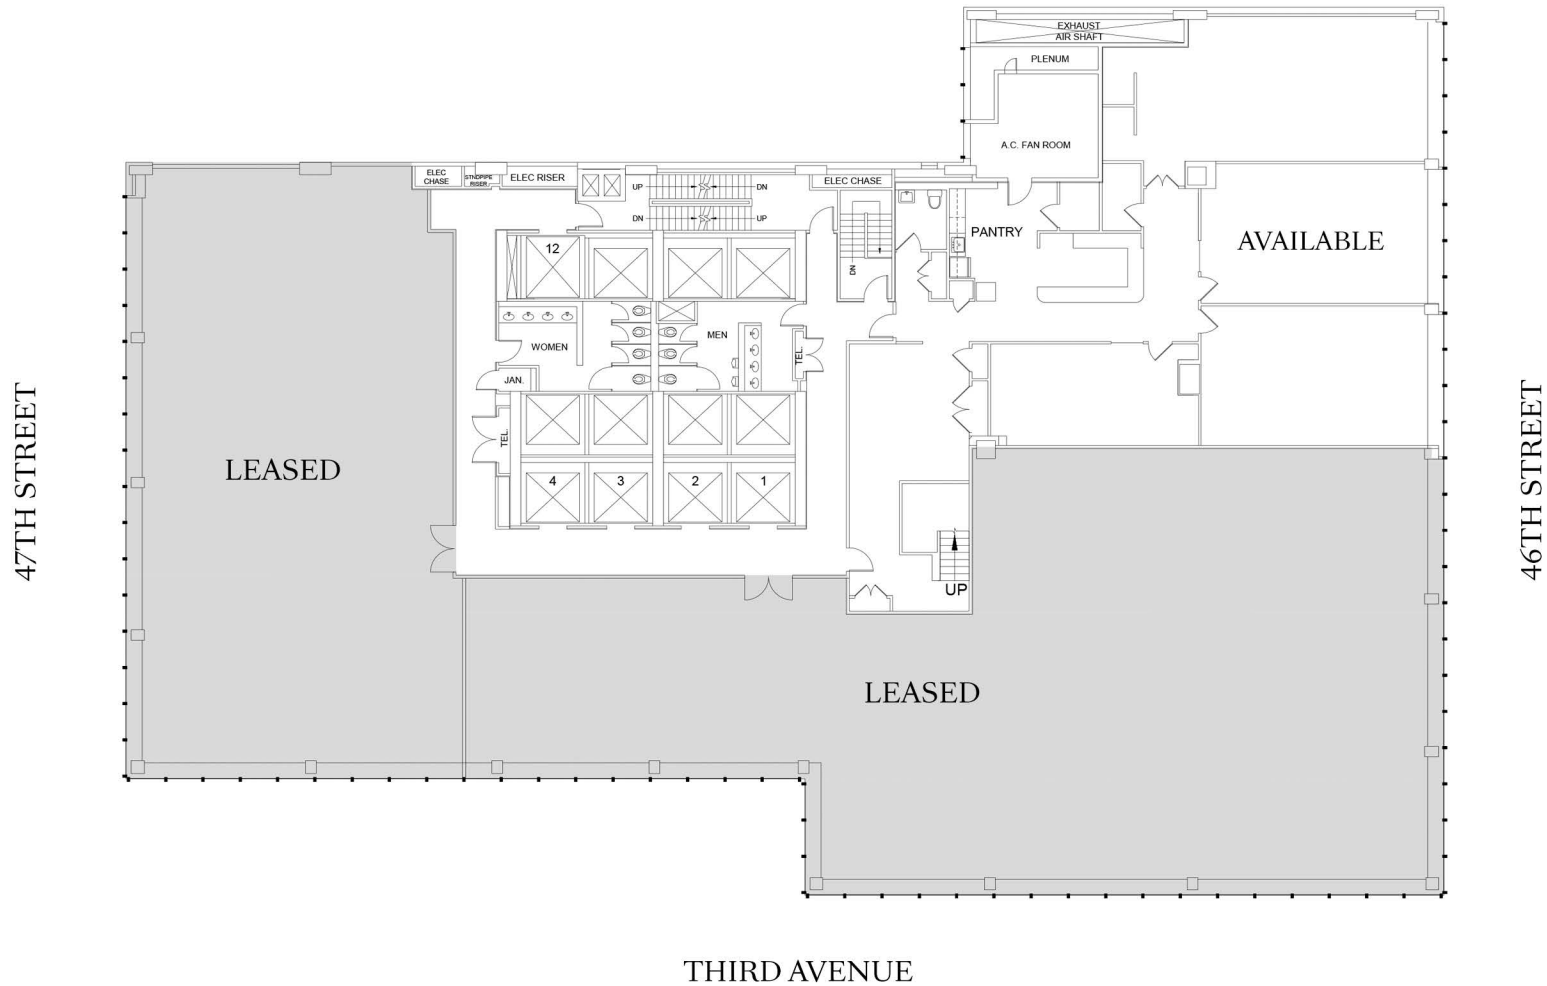 EXHAUST
AIR SHAFT
PLENUM
A.C. FAN ROOM
ELEC
CHASE
STNDPIPE
RISER
ELEC RISER
UP
DN
DN
UP
ELEC CHASE
PANTRY
AVAILABLE
12
DN
WOMEN
MEN
TEL.
JAN.
TEL.
LEASED
4
3
2
1
UP
LEASED
47TH STREET
46TH STREET
THIRD AVENUE